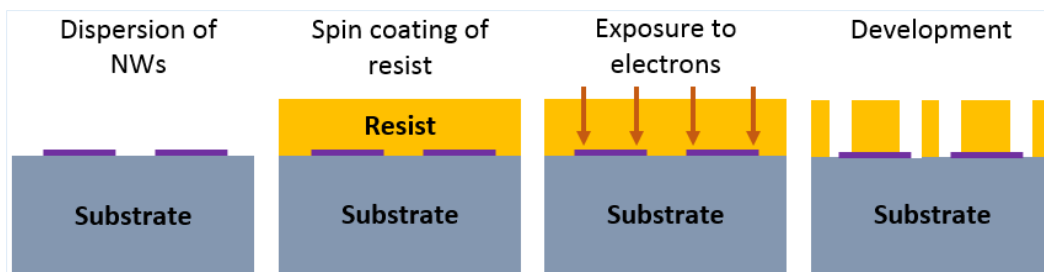 Dispersion of
NWs
Spin coating of
resist
Exposure to
electrons
Development
Resist
Substrate
Substrate
Substrate
Substrate